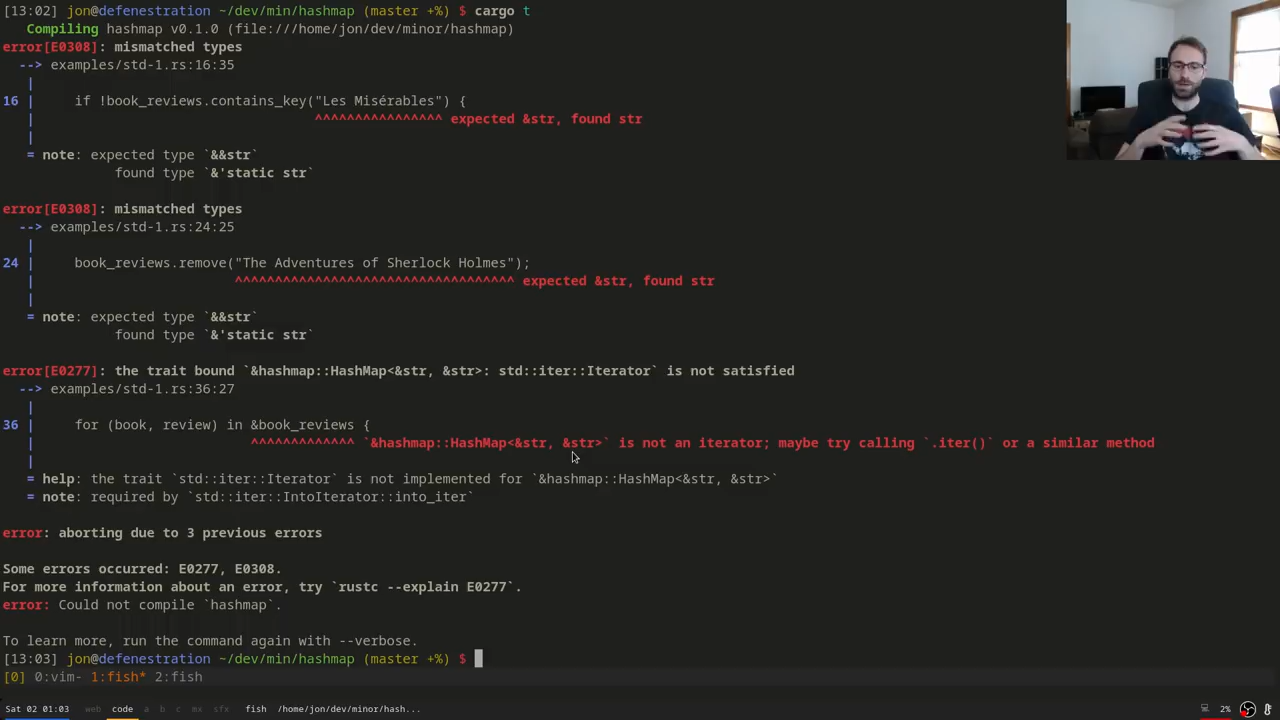 [13:02] jon@defenestration ~/dev/min/hashmap (master +%) $ cargo t
   Compiling hashmap v0.1.0 (file:///home/jon/dev/minor/hashmap)
error[E0308]: mismatched types
  --> examples/std-1.rs:16:35
   |
16 |     if !book_reviews.contains_key("Les Misérables") {
   |                                   ^^^^^^^^^^^^^^^^ expected &str, found str
   |
   = note: expected type `&&str`
              found type `&'static str`
error[E0308]: mismatched types
  --> examples/std-1.rs:24:25
   |
24 |     book_reviews.remove("The Adventures of Sherlock Holmes");
   |                         ^^^^^^^^^^^^^^^^^^^^^^^^^^^^^^^^^^^ expected &str, found str
   |
   = note: expected type `&&str`
              found type `&'static str`
error[E0277]: the trait bound `&hashmap::HashMap<&str, &str>: std::iter::Iterator` is not satisfied
  --> examples/std-1.rs:36:27
   |
36 |     for (book, review) in &book_reviews {
   |                           ^^^^^^^^^^^^^ `&hashmap::HashMap<&str, &str>` is not an iterator; maybe try calling `.iter()` or a similar method
   |
   = help: the trait `std::iter::Iterator` is not implemented for `&hashmap::HashMap<&str, &str>`
   = note: required by `std::iter::IntoIterator::into_iter`
error: aborting due to 3 previous errors
Some errors occurred: E0277, E0308.
For more information about an error, try `rustc --explain E0277`.
error: Could not compile `hashmap`.
To learn more, run the command again with --verbose.
[13:03] jon@defenestration ~/dev/min/hashmap (master +%) $
[0] 0:vim- 1:fish* 2:fish
Sat 02 01:03 web code a b c mx sfx fish /home/jon/dev/minor/hash... 2%